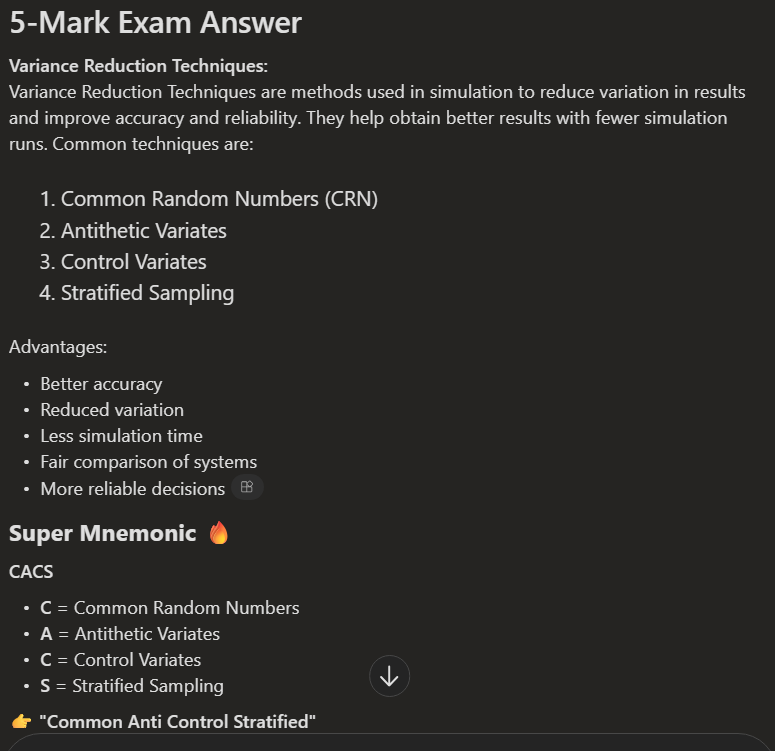 5-Mark Exam Answer
Variance Reduction Techniques:
Variance Reduction Techniques are methods used in simulation to reduce variation in results
and improve accuracy and reliability. They help obtain better results with fewer simulation
runs. Common techniques are:
1. Common Random Numbers (CRN)
2. Antithetic Variates
3. Control Variates
4. Stratified Sampling
Advantages:
• Better accuracy
• Reduced variation
• Less simulation time
• Fair comparison of systems
• More reliable decisions
Super Mnemonic 🔥
CACS
• C = Common Random Numbers
• A = Antithetic Variates
• C = Control Variates
• S = Stratified Sampling
👉 "Common Anti Control Stratified"